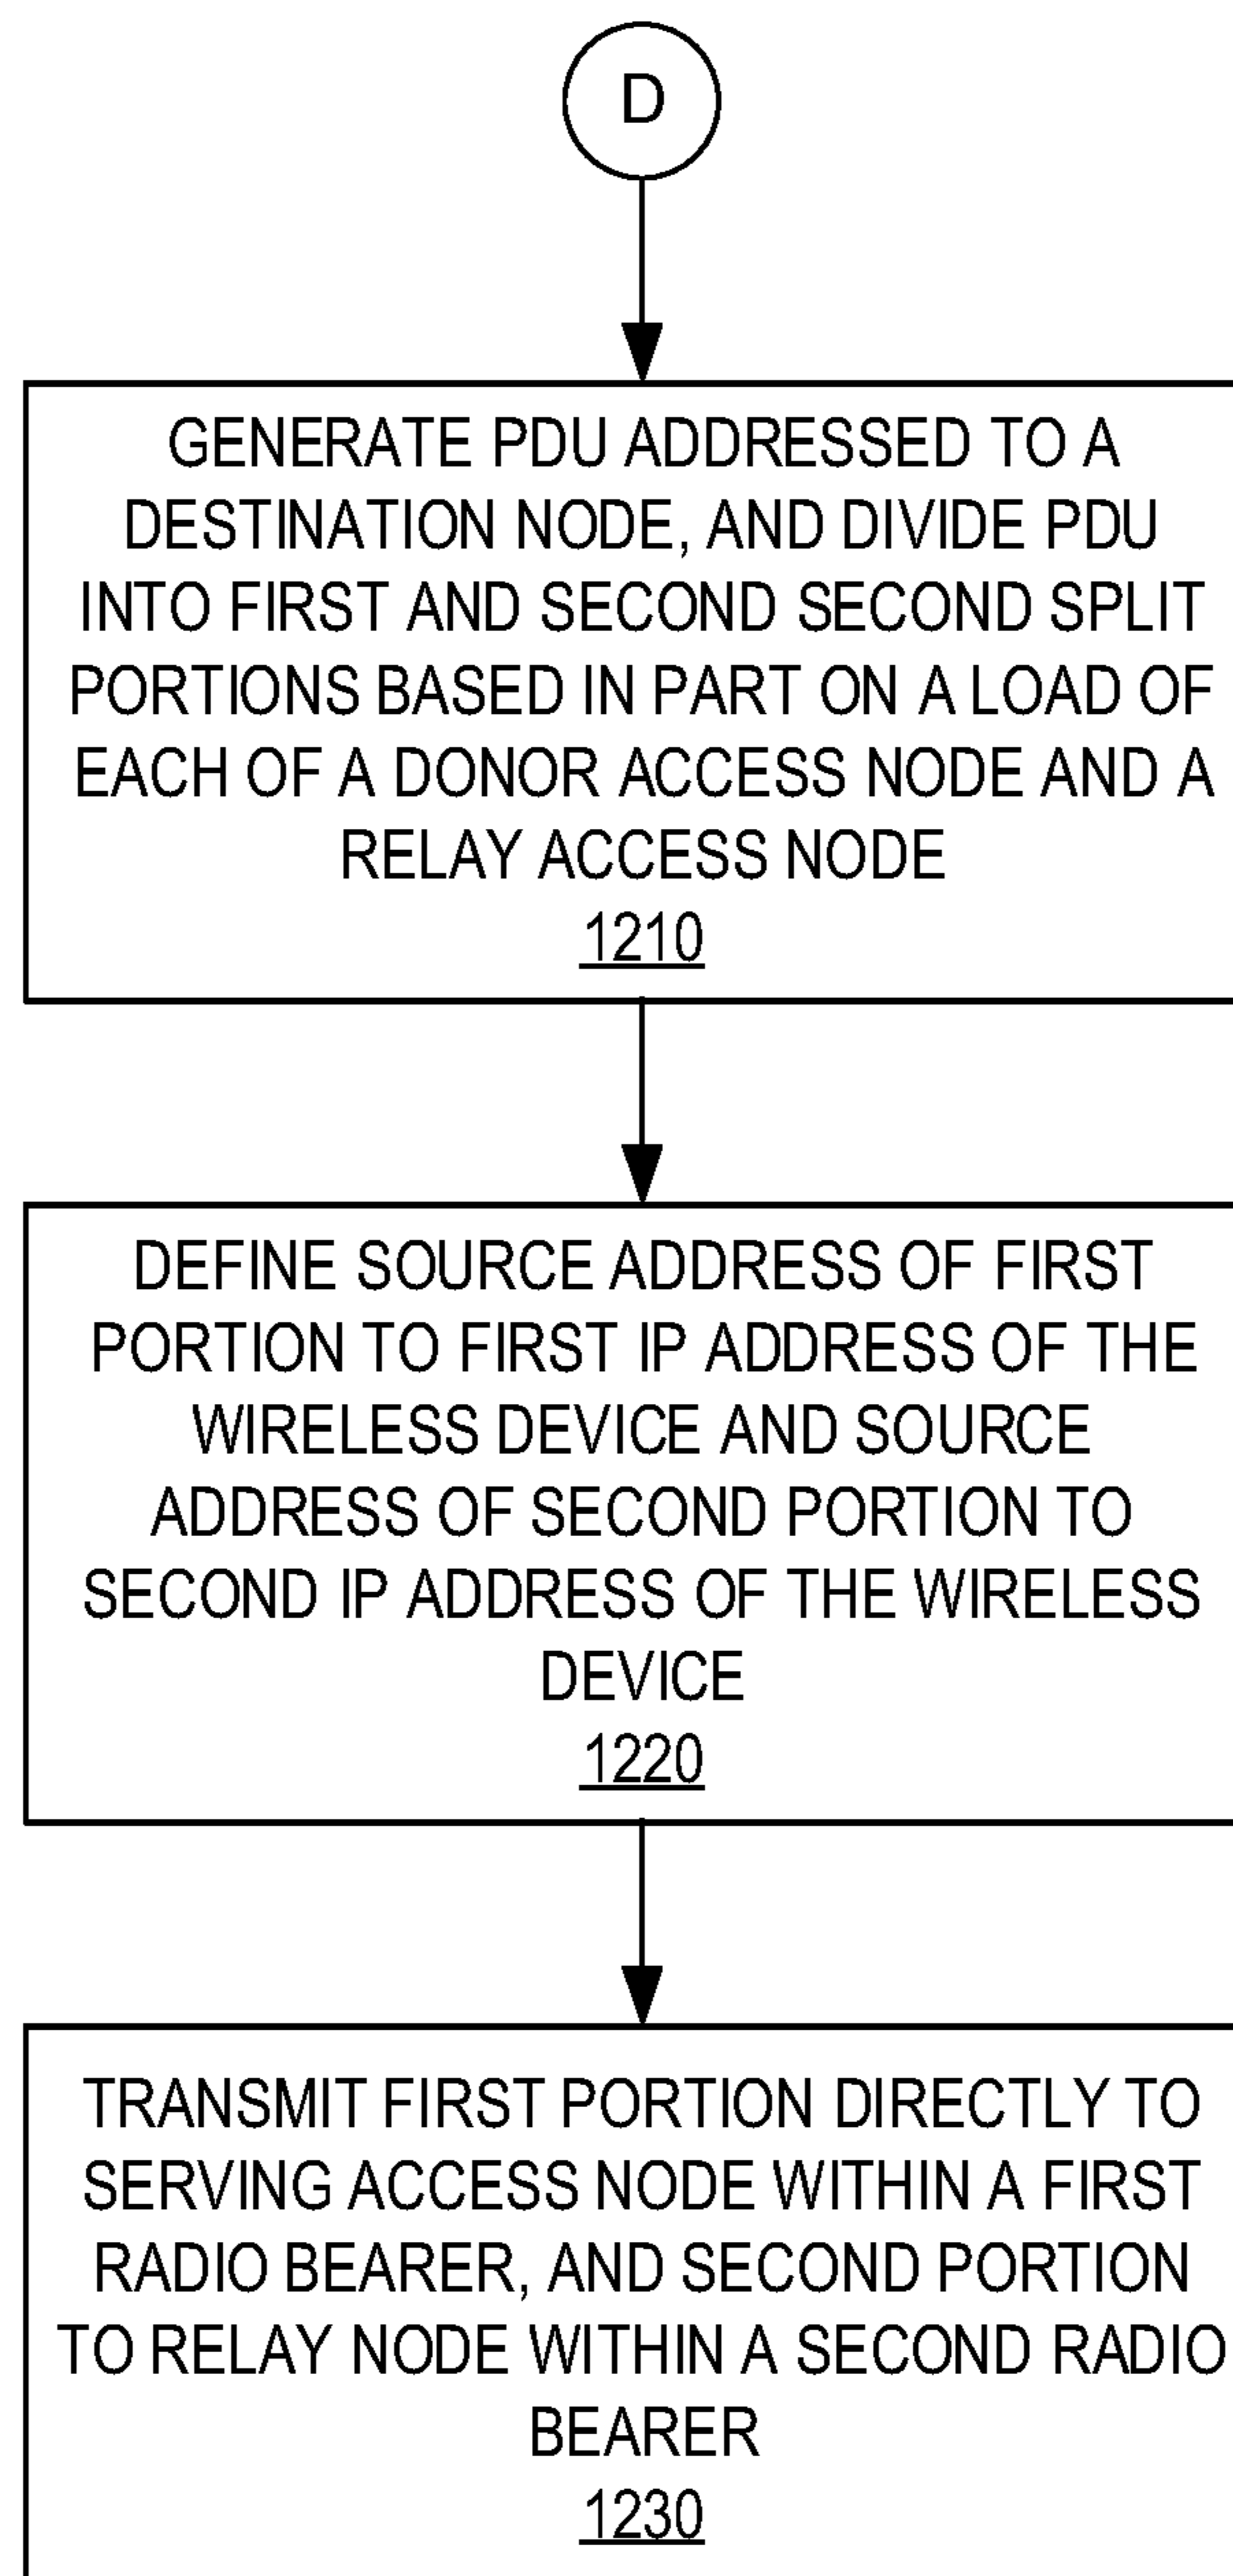 D
GENERATE PDU ADDRESSED TO A
DESTINATION NODE, AND DIVIDE PDU
INTO FIRST AND SECOND SECOND SPLIT
PORTIONS BASED IN PART ON A LOAD OF
EACH OF A DONOR ACCESS NODE AND A
RELAY ACCESS NODE
1210
DEFINE SOURCE ADDRESS OF FIRST
PORTION TO FIRST IP ADDRESS OF THE
WIRELESS DEVICE AND SOURCE
ADDRESS OF SECOND PORTION TO
SECOND IP ADDRESS OF THE WIRELESS
DEVICE
1220
TRANSMIT FIRST PORTION DIRECTLY TO
SERVING ACCESS NODE WITHIN A FIRST
RADIO BEARER, AND SECOND PORTION
TO RELAY NODE WITHIN A SECOND RADIO
BEARER
1230